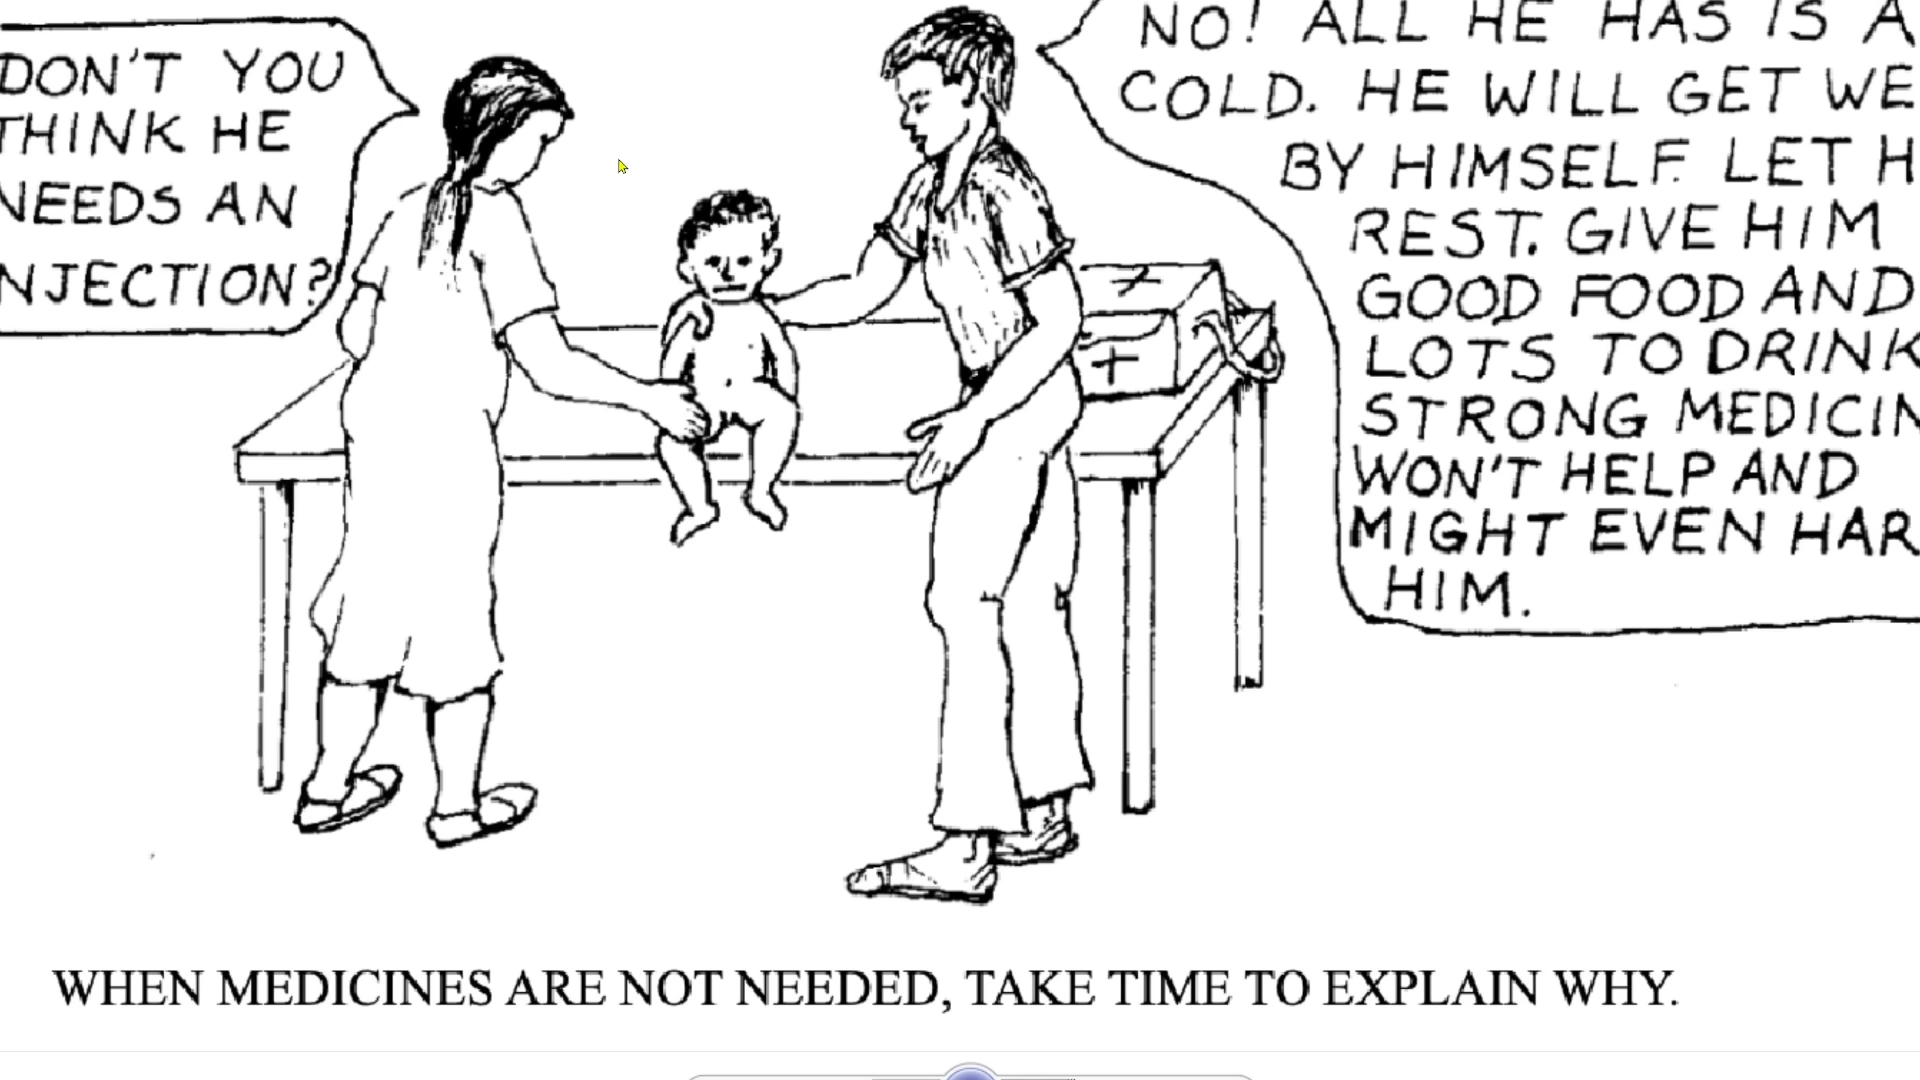 DON'T YOU
THINK HE
NEEDS AN
NJECTION?
NO! ALL HE HAS IS A
COLD. HE WILL GET WE
BY HIMSELF. LET H
REST. GIVE HIM
GOOD FOOD AND
LOTS TO DRINK
STRONG MEDICIN
WON'T HELP AND
MIGHT EVEN HAR
HIM.
WHEN MEDICINES ARE NOT NEEDED, TAKE TIME TO EXPLAIN WHY.